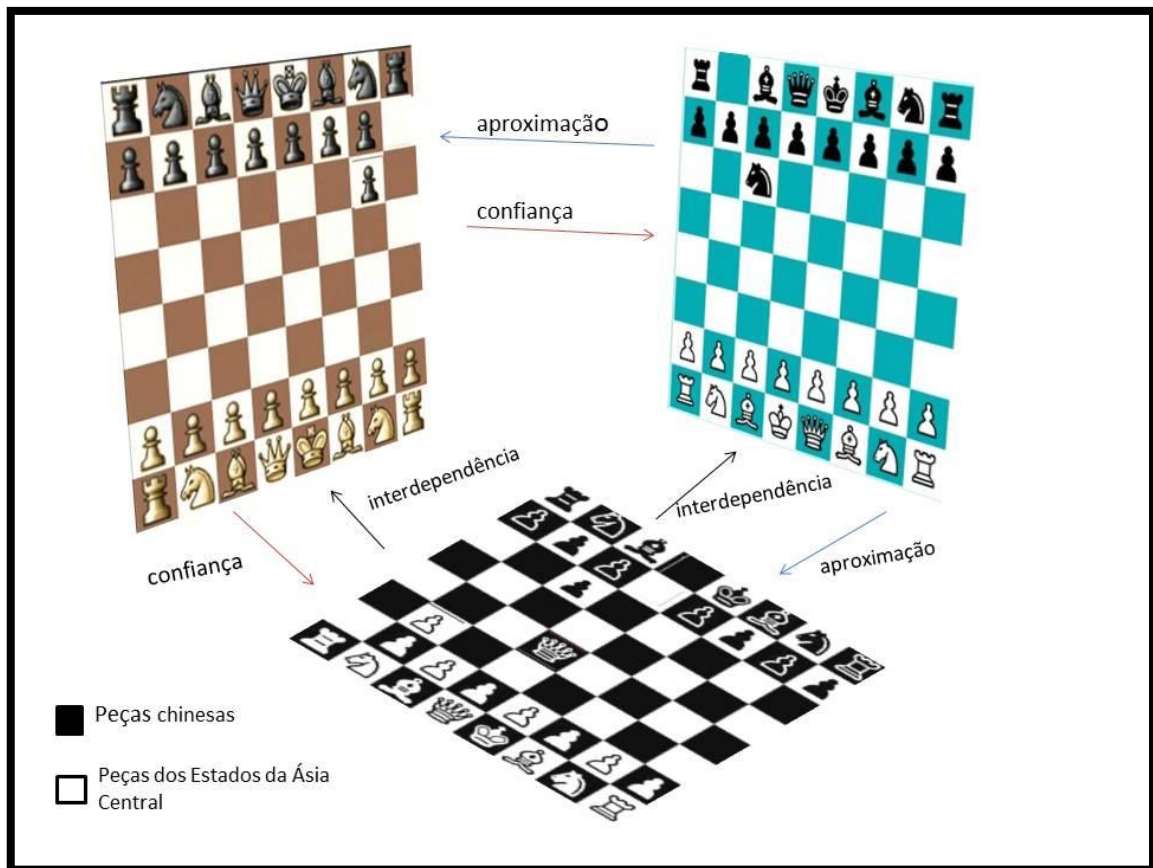 aproximação
confiança
interdependência
interdependência
confiança
aproximação
Peças chinesas
Peças dos Estados da Ásia
Central